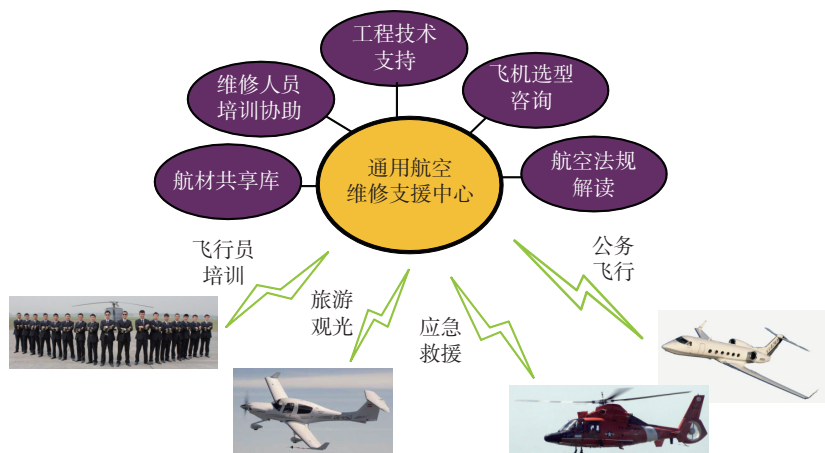 工程技术
支持
维修人员
培训协助
飞机选型
咨询
航材共享库
通用航空
维修支援中心
航空法规
解读
飞行员
培训
旅游
观光
应急
救援
公务
飞行